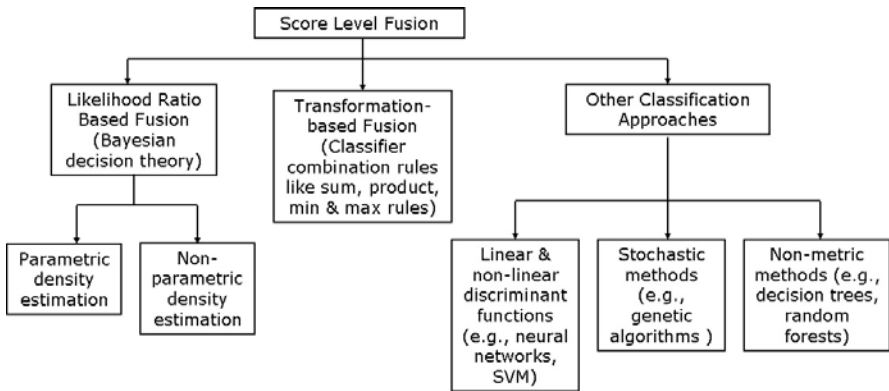 Score Level Fusion
Likelihood Ratio
Based Fusion
(Bayesian
decision theory)
Transformation-
based Fusion
(Classifier
combination rules
like sum, product,
min & max rules)
Other Classification
Approaches
Parametric
density
estimation
Non-
parametric
density
estimation
Linear &
non-linear
discriminant
functions
(e.g., neural
networks,
SVM)
Stochastic
methods
(e.g.,
genetic
algorithms )
Non-metric
methods (e.g.,
decision trees,
random
forests)